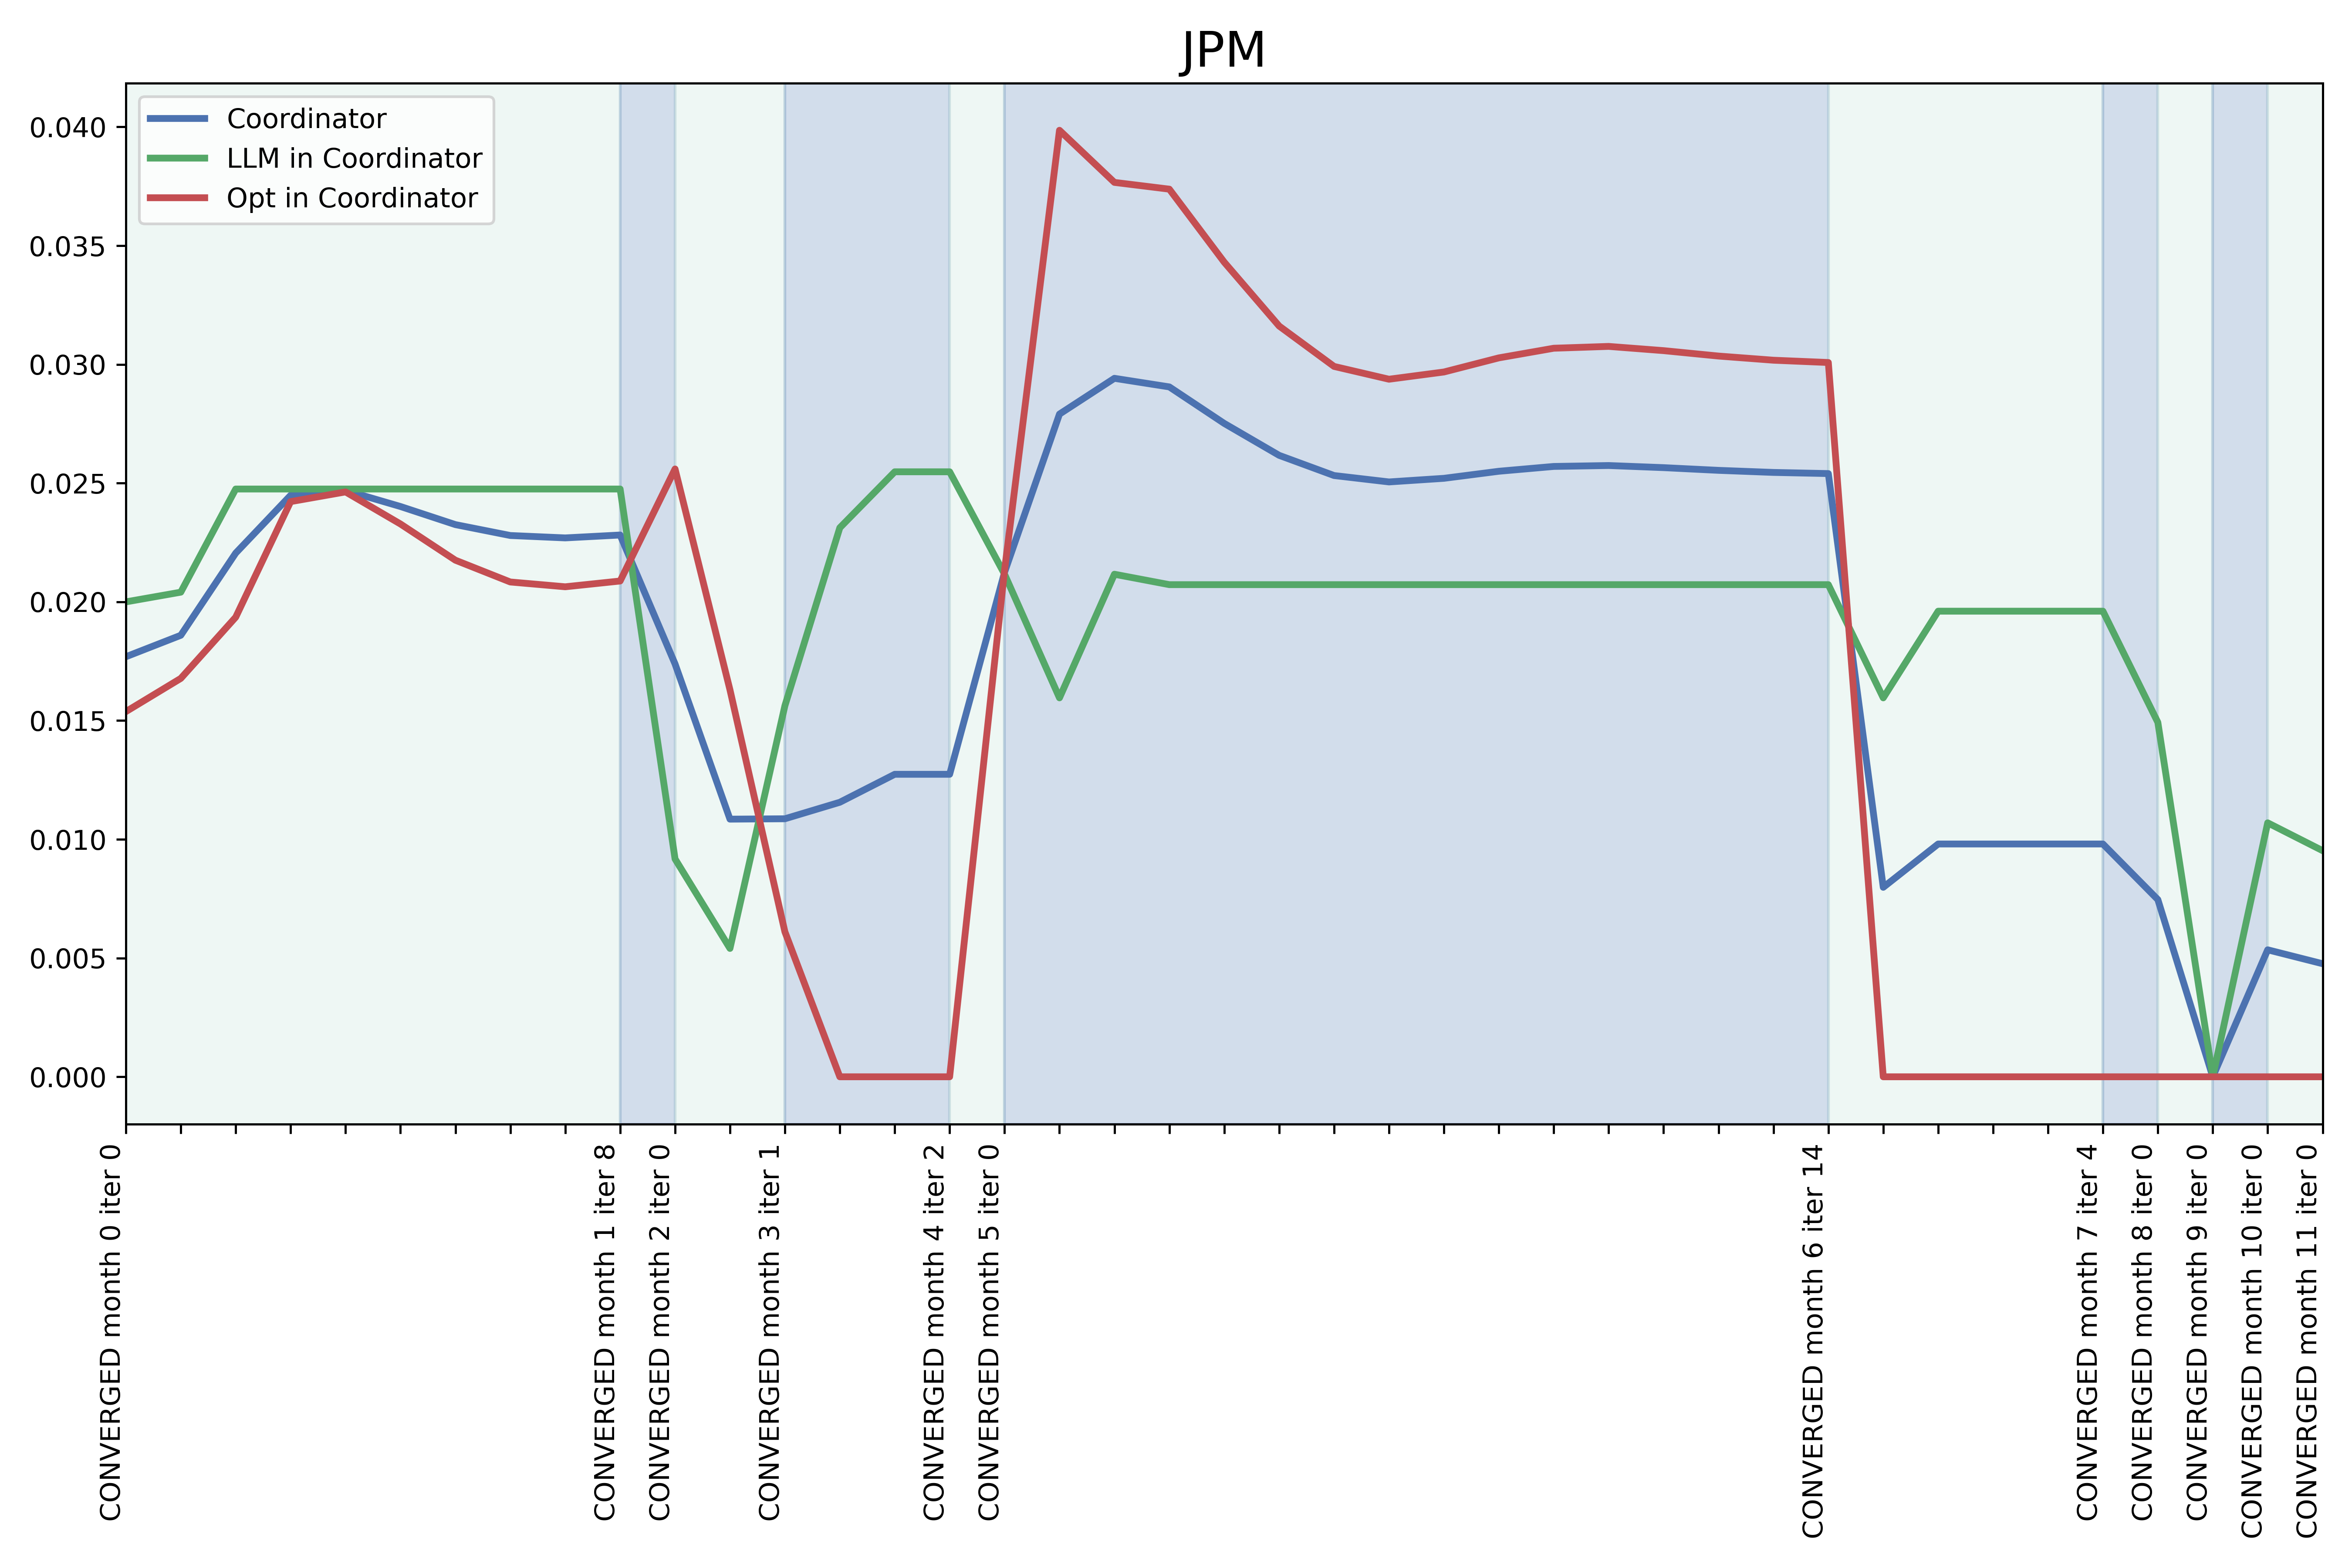 JPM
Coordinator
LLM in Coordinator
Opt in Coordinator
0.040
0.035
0.030
0.025
0.020
0.015
0.010
0.005
0.000
CONVERGED month 0 iter 0
CONVERGED month 1 iter 8
CONVERGED month 2 iter 0
CONVERGED month 3 iter 1
CONVERGED month 4 iter 2
CONVERGED month 5 iter 0
CONVERGED month 6 iter 14
CONVERGED month 7 iter 4
CONVERGED month 8 iter 0
CONVERGED month 9 iter 0
CONVERGED month 10 iter 0
CONVERGED month 11 iter 0